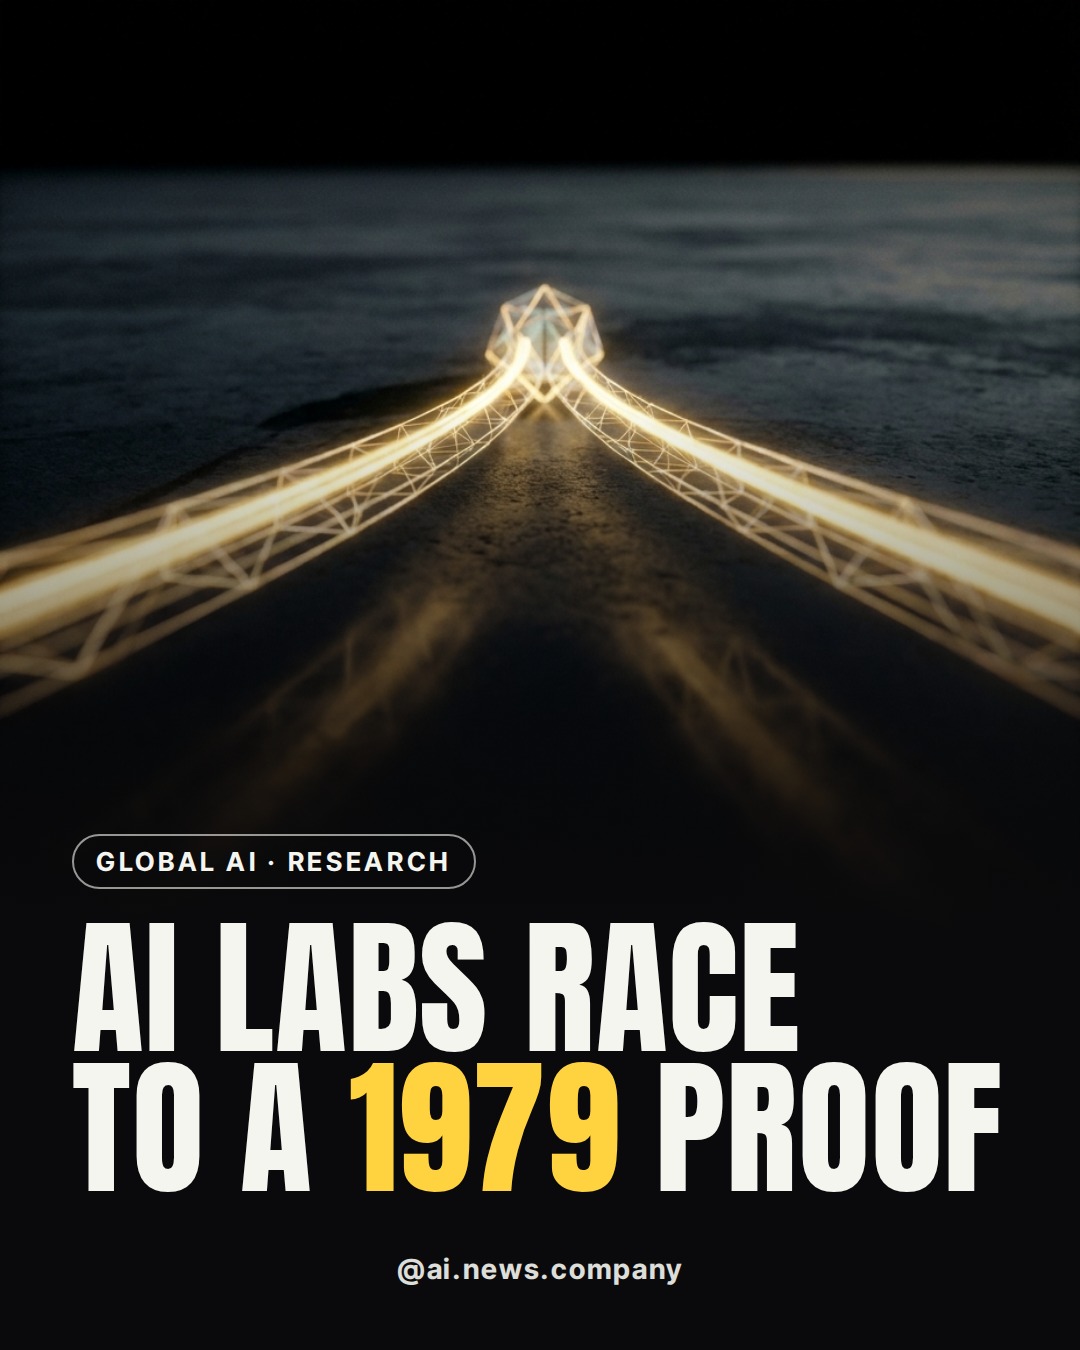 GLOBAL AI · RESEARCH
AI LABS RACE
TO A 1979 PROOF
@ai.news.company